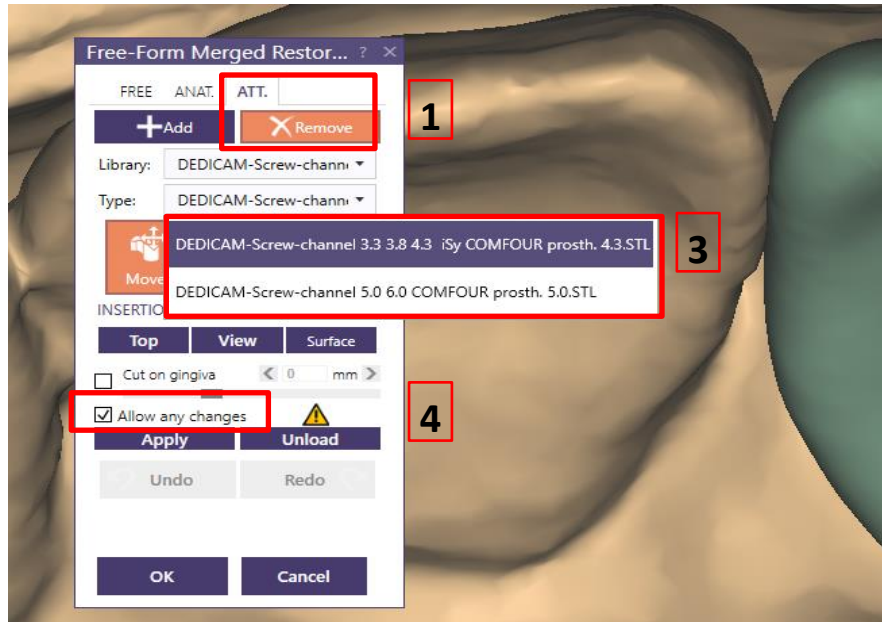 Free-Form Merged Restor... ? ×
FREE ANAT. ATT.
1
Add Remove
Library: DEDICAM-Screw-chann
Type: DEDICAM-Screw-chann
DEDICAM-Screw-channel 3.3 3.8 4.3 iSy COMFOUR prosth. 4.3.STL
3
Move
DEDICAM-Screw-channel 5.0 6.0 COMFOUR prosth. 5.0.STL
INSERTIO
Top View Surface
Cut on gingiva 0 mm
Allow any changes
4
Apply Unload
Undo Redo
OK Cancel